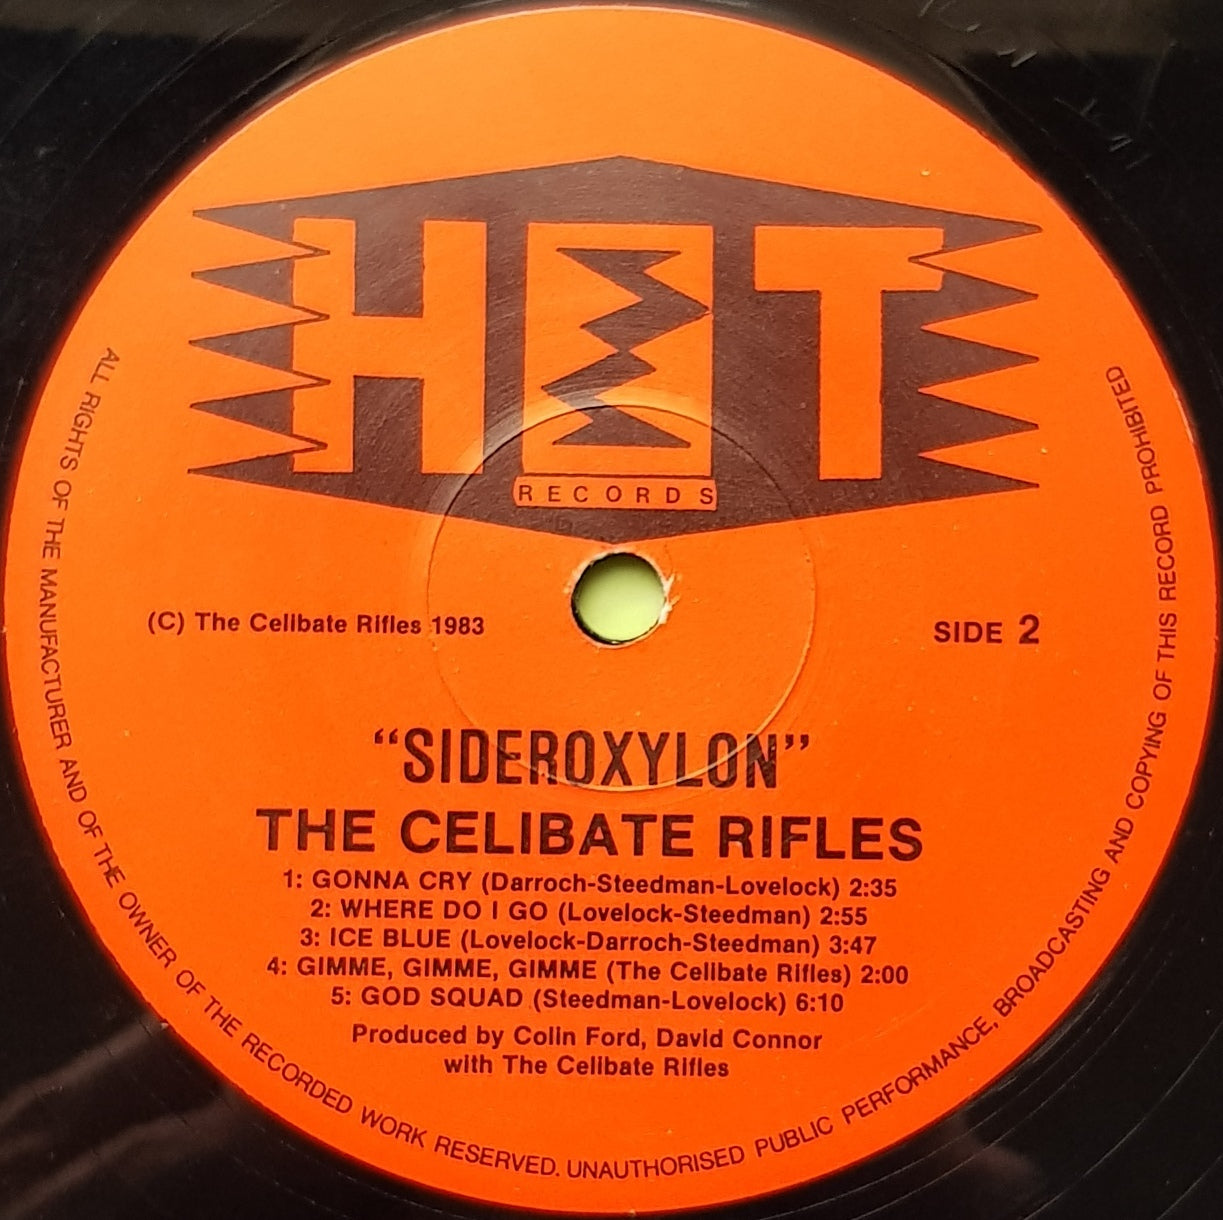 HOT
RECORDS
(C) The Celibate Rifles 1983
SIDE 2
“SIDEROXYLON”
THE CELIBATE RIFLES
1: GONNA CRY (Darroch-Steedman-Lovelock) 2:35
2: WHERE DO I GO (Lovelock-Steedman) 2:55
3: ICE BLUE (Lovelock-Darroch-Steedman) 3:47
4: GIMME, GIMME, GIMME (The Celibate Rifles) 2:00
5: GOD SQUAD (Steedman-Lovelock) 6:10
Produced by Colin Ford, David Connor
with The Celibate Rifles
ALL RIGHTS OF THE MANUFACTURER AND OF THE OWNER OF THE RECORDED WORK RESERVED. UNAUTHORISED PUBLIC PERFORMANCE, BROADCASTING AND COPYING OF THIS RECORD PROHIBITED